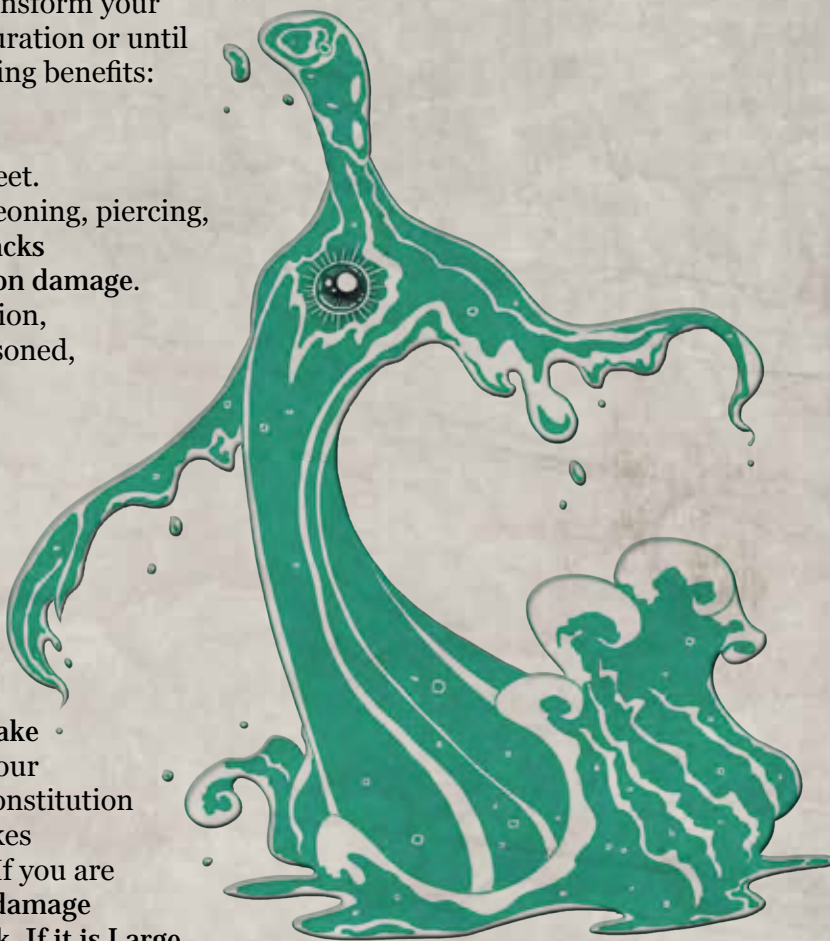 nsform your
uration or until
ing benefits:
eet.
eoning, piercing,
acks
on damage.
ion,
soned,
ake
our
onstitution
kes
If you are
damage
k. If it is Large